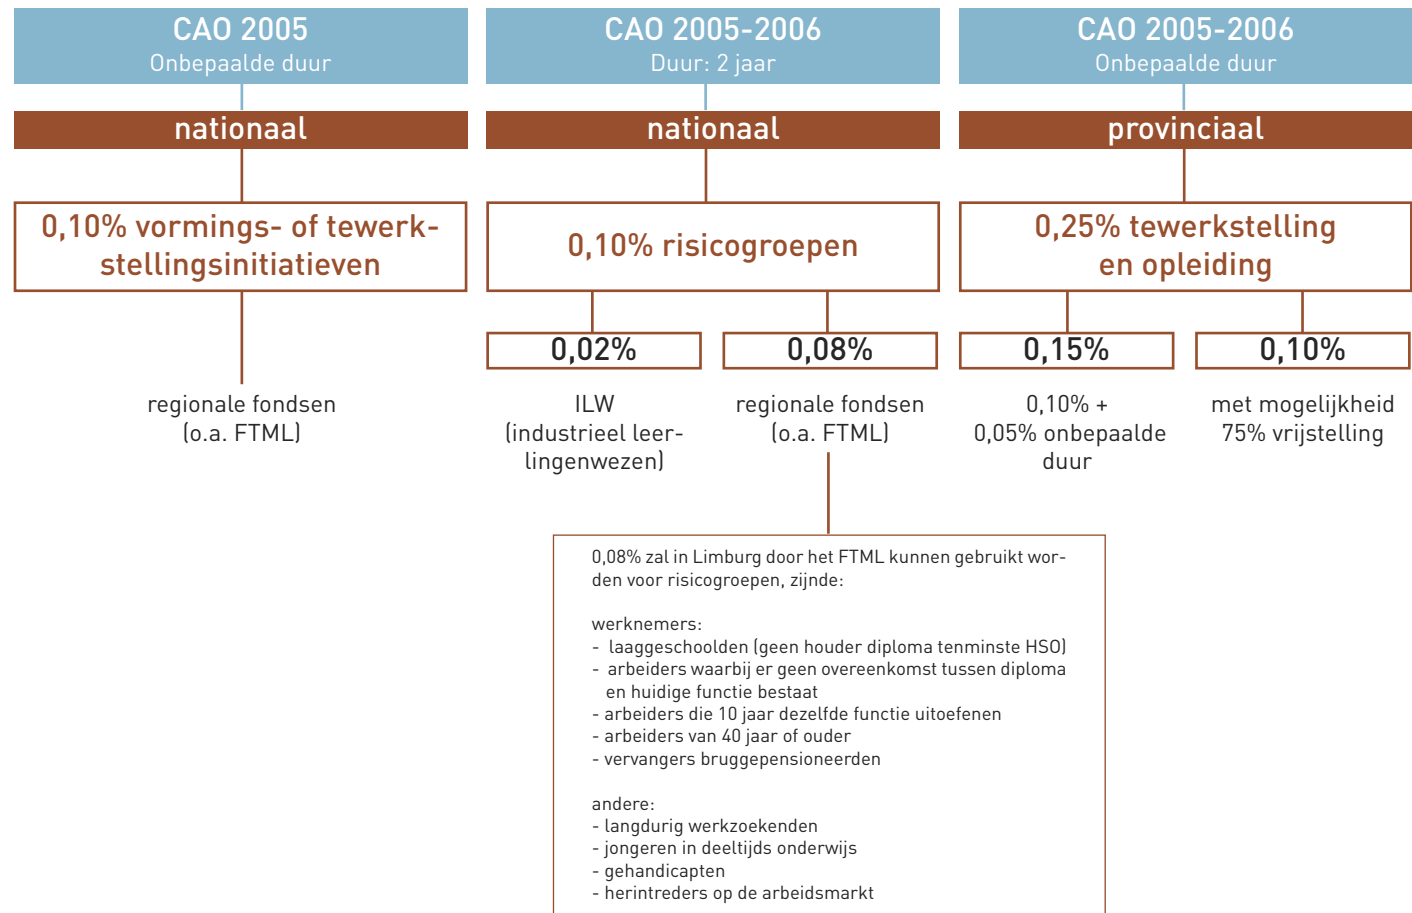 CAO 2005
Onbepaalde duur
nationaal
0,10% vormings- of tewerk-
stellingsinitiatieven
regionale fondsen
(o.a. FTML)
CAO 2005-2006
Duur: 2 jaar
nationaal
0,10% risicogroepen
0,02%
ILW
(industrieel leer-
lingenwezen)
0,08%
regionale fondsen
(o.a. FTML)
0,08% zal in Limburg door het FTML kunnen gebruikt wor-
den voor risicogroepen, zijnde:
werknemers:
- laaggeschoolden (geen houder diploma tenminste HSO)
- arbeiders waarbij er geen overeenkomst tussen diploma
en huidige functie bestaat
- arbeiders die 10 jaar dezelfde functie uitoefenen
- arbeiders van 40 jaar of ouder
- vervangers bruggepensioneerden
andere:
- langdurig werkzoekenden
- jongeren in deeltijds onderwijs
- gehandicapten
- herintreders op de arbeidsmarkt
CAO 2005-2006
Onbepaalde duur
provinciaal
0,25% tewerkstelling
en opleiding
0,15%
0,10% +
0,05% onbepaalde
duur
0,10%
met mogelijkheid
75% vrijstelling